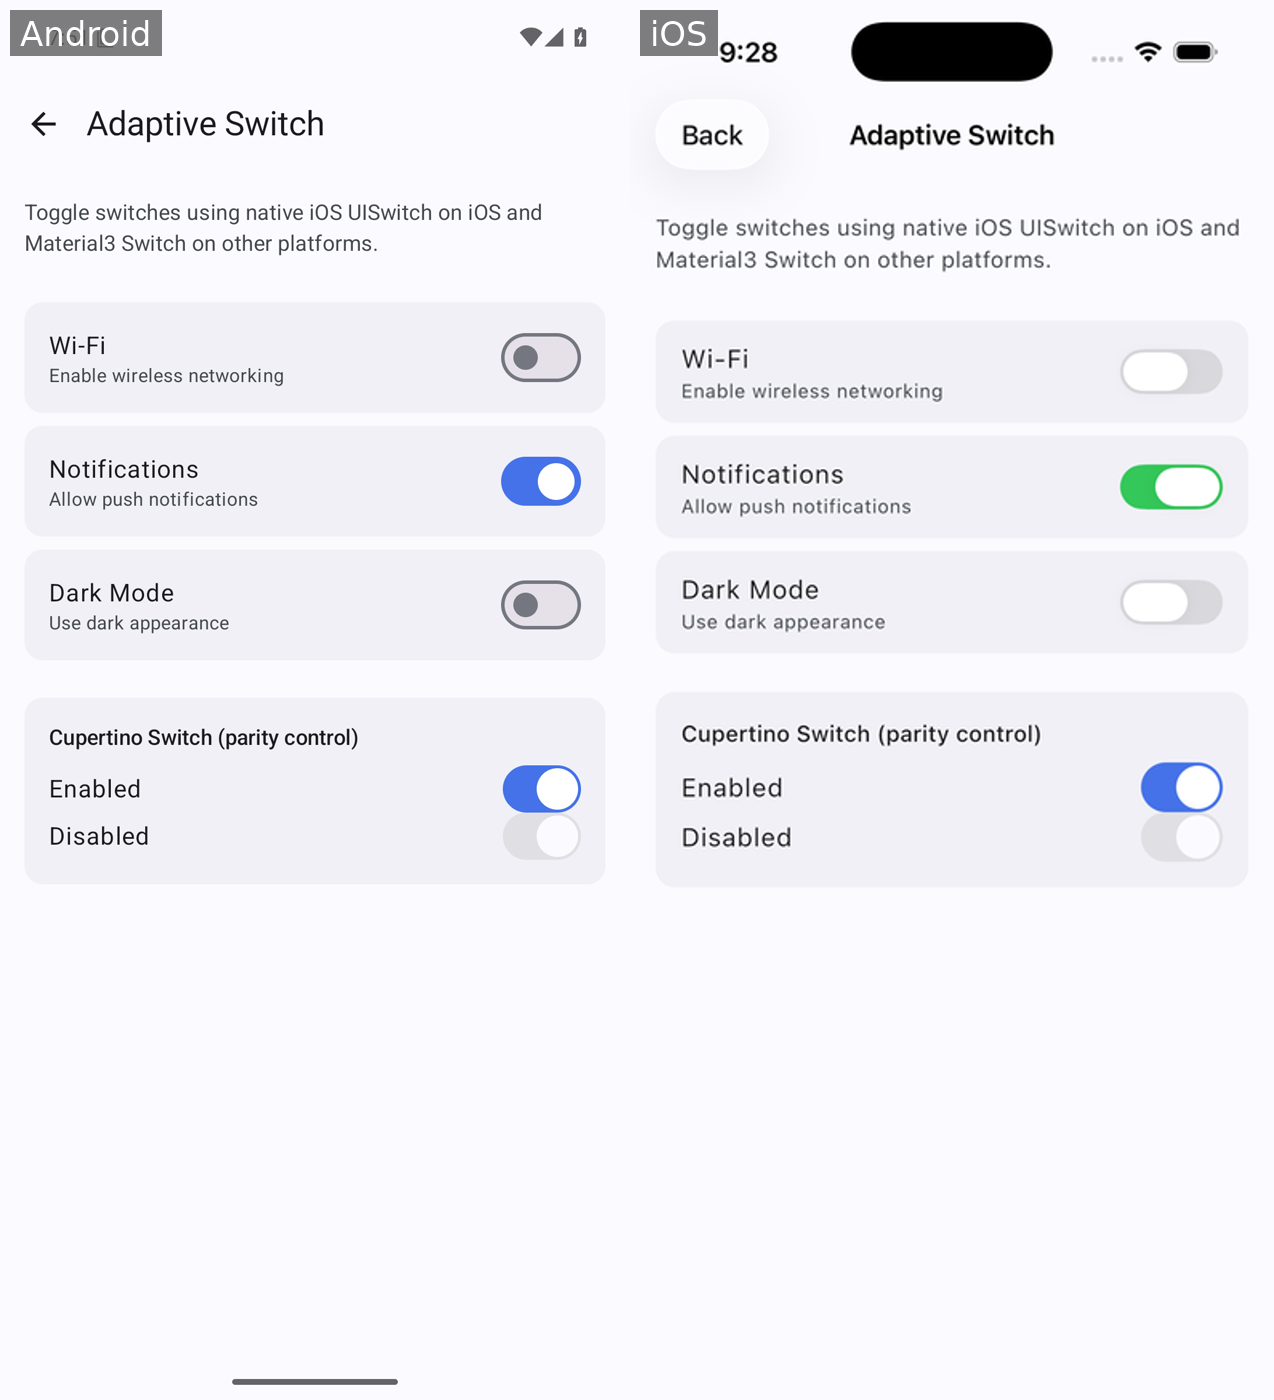 Android
Adaptive Switch
Toggle switches using native iOS UISwitch on iOS and
Material3 Switch on other platforms.
Wi-Fi
Enable wireless networking
Notifications
Allow push notifications
Dark Mode
Use dark appearance
Cupertino Switch (parity control)
Enabled
Disabled
iOS
9:28
Back
Adaptive Switch
Toggle switches using native iOS UISwitch on iOS and
Material3 Switch on other platforms.
Wi-Fi
Enable wireless networking
Notifications
Allow push notifications
Dark Mode
Use dark appearance
Cupertino Switch (parity control)
Enabled
Disabled